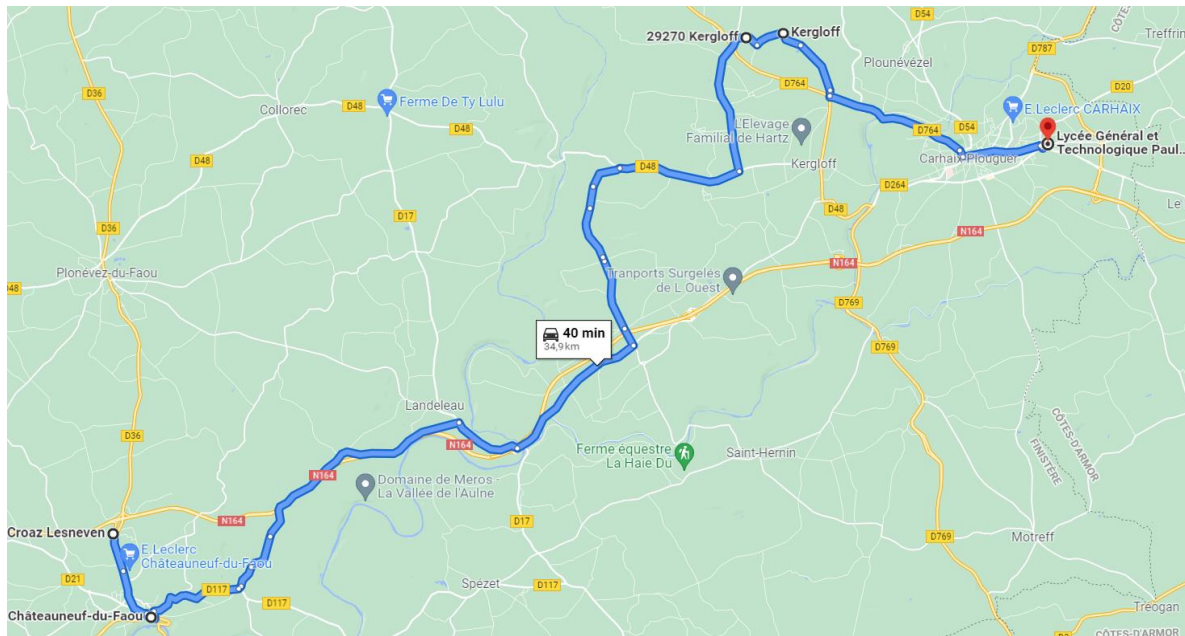 D54
CÔTES-
Treffrin
29270 Kergloff
Kergloff
D787
D36
Plounévézel
D764
D20
Collorec
D48
Ferme De Ty Lulu
D48
E.Leclerc CARHAIX
L'Elevage
Familial de Hartz
D764
D54
Lycée Général et
Technologique Paul...
D48
D48
Kergloff
Carhaix-Plouguer
D264
D36
D17
D48
Le
N164
Plonévez-du-Faou
N164
D48
Tranports Surgelés
de L Ouest
D769
40 min
34,9 km
D769
Landeleau
D36
N164
CÔTES-D'ARMOR
FINISTÈRE
Ferme équestre
La Haie Du
Saint-Hernin
N164
Domaine de Meros -
La Vallée de l'Aulne
N164
D17
Croaz Lesneven
D769
Motreff
E.Leclerc
Châteauneuf-du-Faou
D21
D117
Spézet
D117
D117
Châteauneuf-du-Faou
Tréogan
CÔTES-D'ARMOR